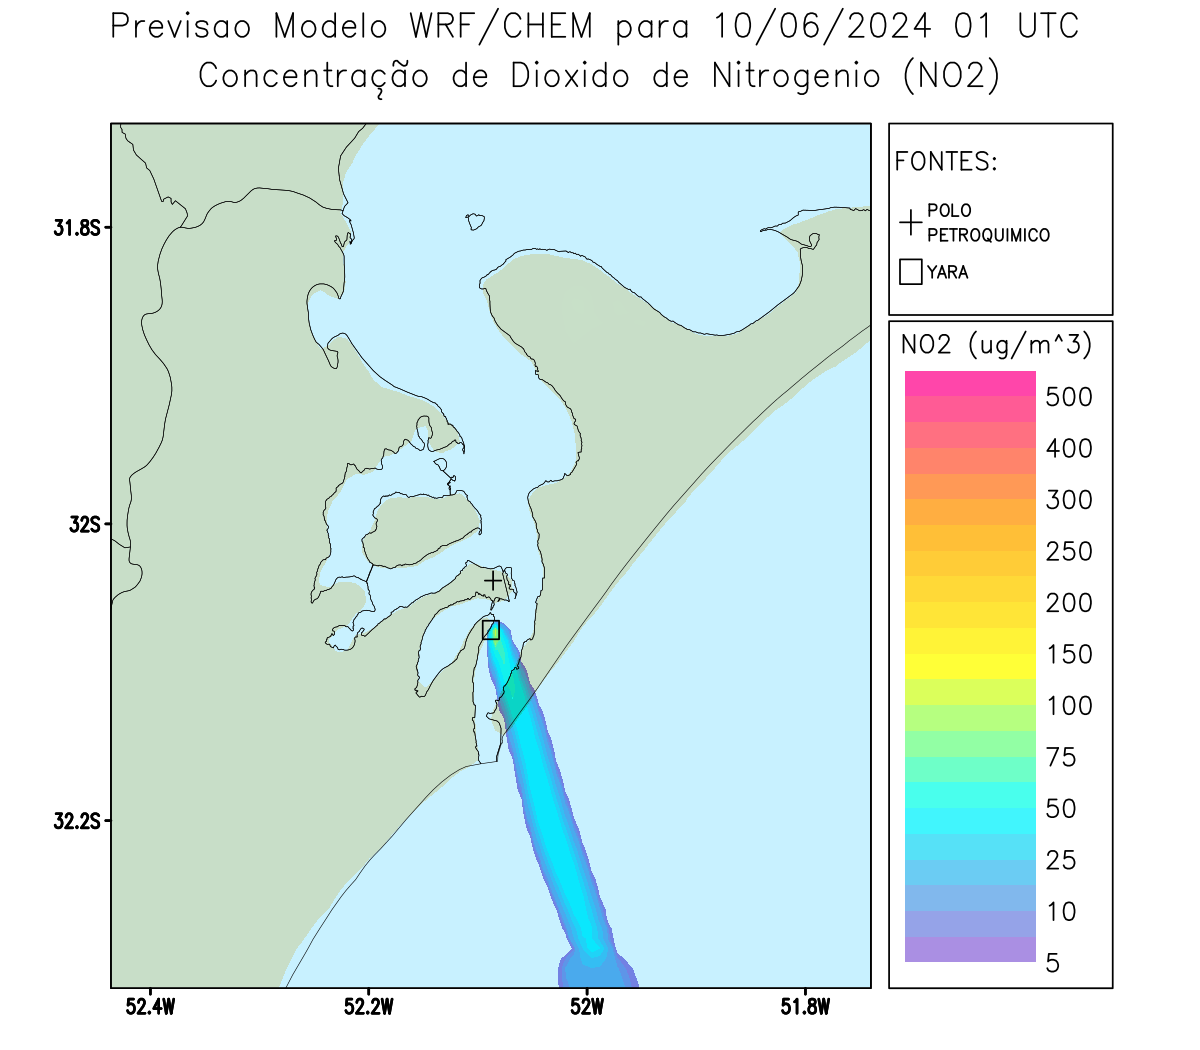 Previsao Modelo WRF/CHEM para 10/06/2024 01 UTC
Concentração de Dioxido de Nitrogenio (NO2)
FONTES:
POLO
PETROQUIMICO
YARA
NO2 (ug/m^3)
500
400
300
250
200
150
100
75
50
25
10
5
31.8S
32S
32.2S
52.4W 52.2W 52W 51.8W